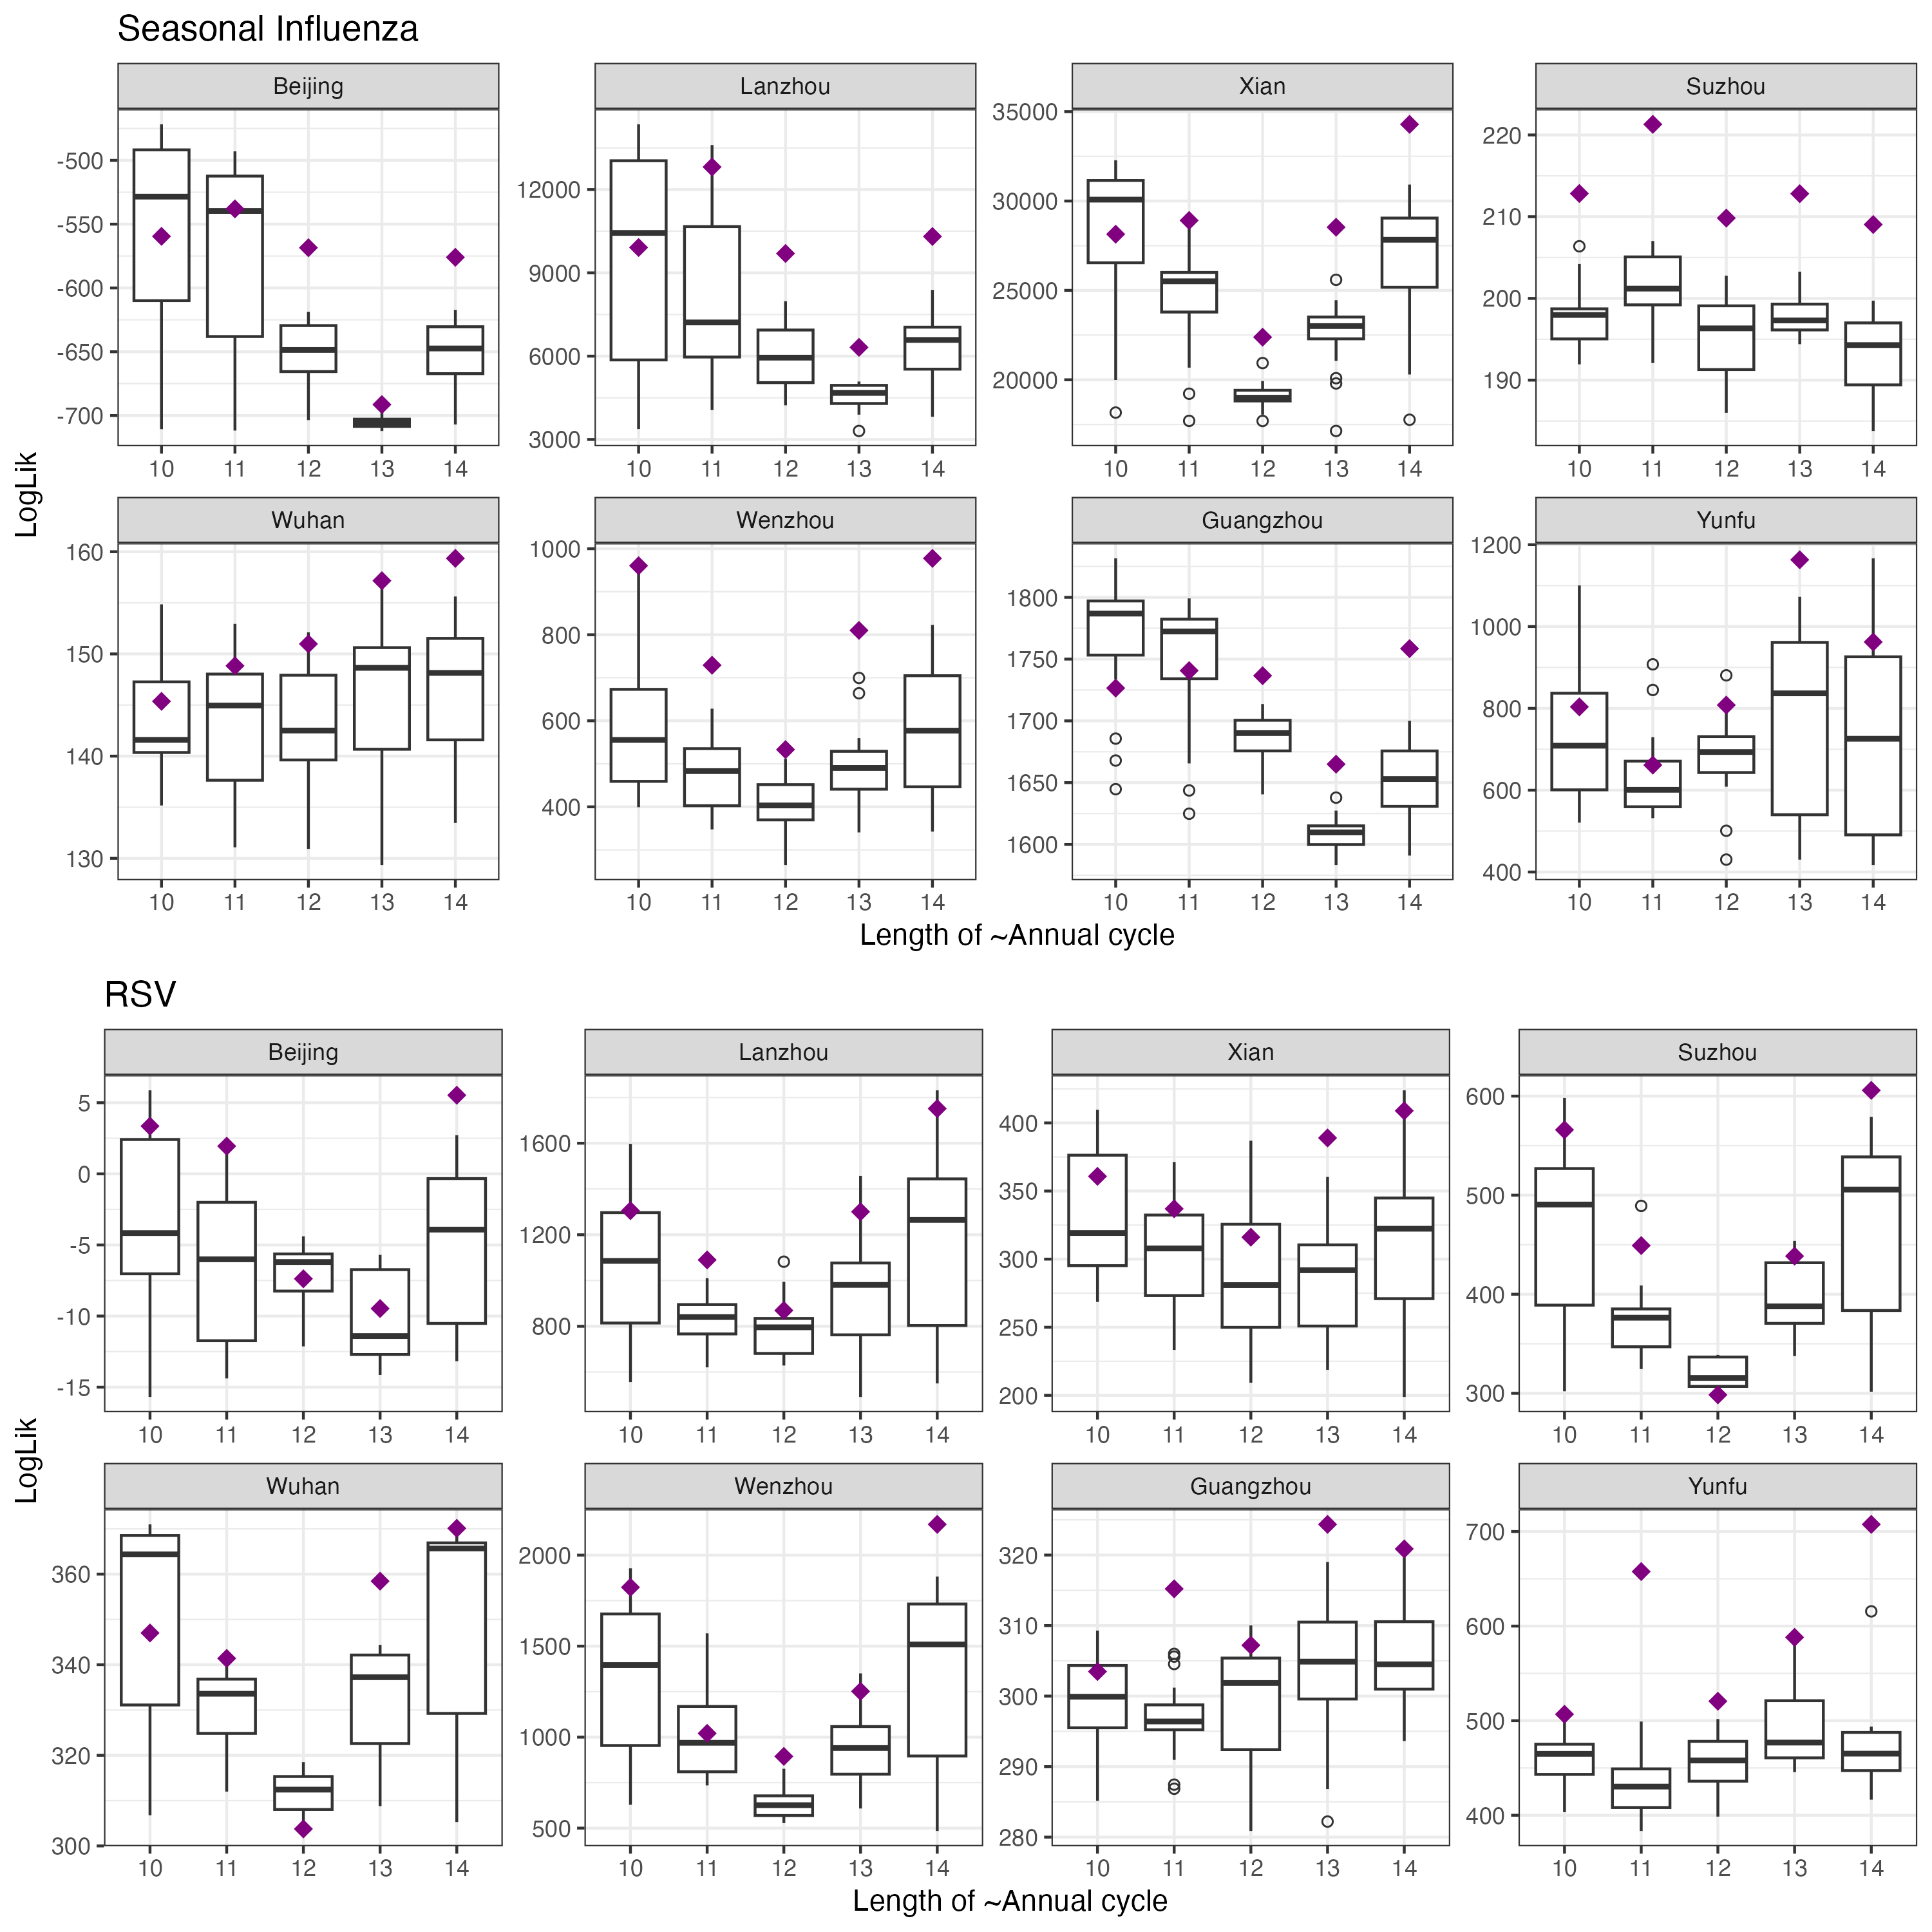 Seasonal Influenza
Beijing Lanzhou Xian Suzhou
-500 -550 -600 -650 -700
12000 9000 6000 3000
35000 30000 25000 20000
220 210 200 190
10 11 12 13 14 10 11 12 13 14 10 11 12 13 14 10 11 12 13 14
LogLik
Wuhan Wenzhou Guangzhou Yunfu
160 150 140 130
1000 800 600 400
1800 1750 1700 1650 1600
1200 1000 800 600 400
10 11 12 13 14 10 11 12 13 14 10 11 12 13 14 10 11 12 13 14
Length of ~Annual cycle
RSV
Beijing Lanzhou Xian Suzhou
5 0 -5 -10 -15
1600 1200 800
400 350 300 250 200
600 500 400 300
10 11 12 13 14 10 11 12 13 14 10 11 12 13 14 10 11 12 13 14
LogLik
Wuhan Wenzhou Guangzhou Yunfu
360 340 320 300
2000 1500 1000 500
320 310 300 290 280
700 600 500 400
10 11 12 13 14 10 11 12 13 14 10 11 12 13 14 10 11 12 13 14
Length of ~Annual cycle